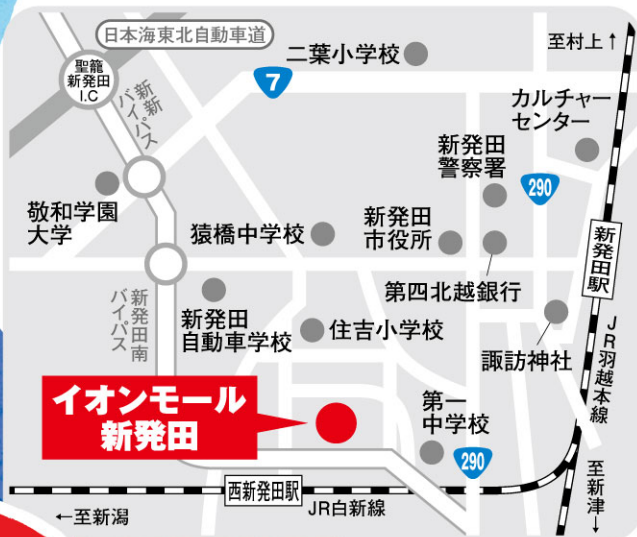 日本海東北自動車道
聖籠
新発田
I.C
新新
バイパス
7
二葉小学校
至村上↑
カルチャー
センター
新発田
警察署
290
敬和学園
大学
猿橋中学校
新発田
市役所
新発田駅
第四北越銀行
新発田南
バイパス
新発田
自動車学校
住吉小学校
諏訪神社
JR羽越本線
イオンモール
新発田
第一
中学校
290
西新発田駅
JR白新線
←至新潟
至新津→